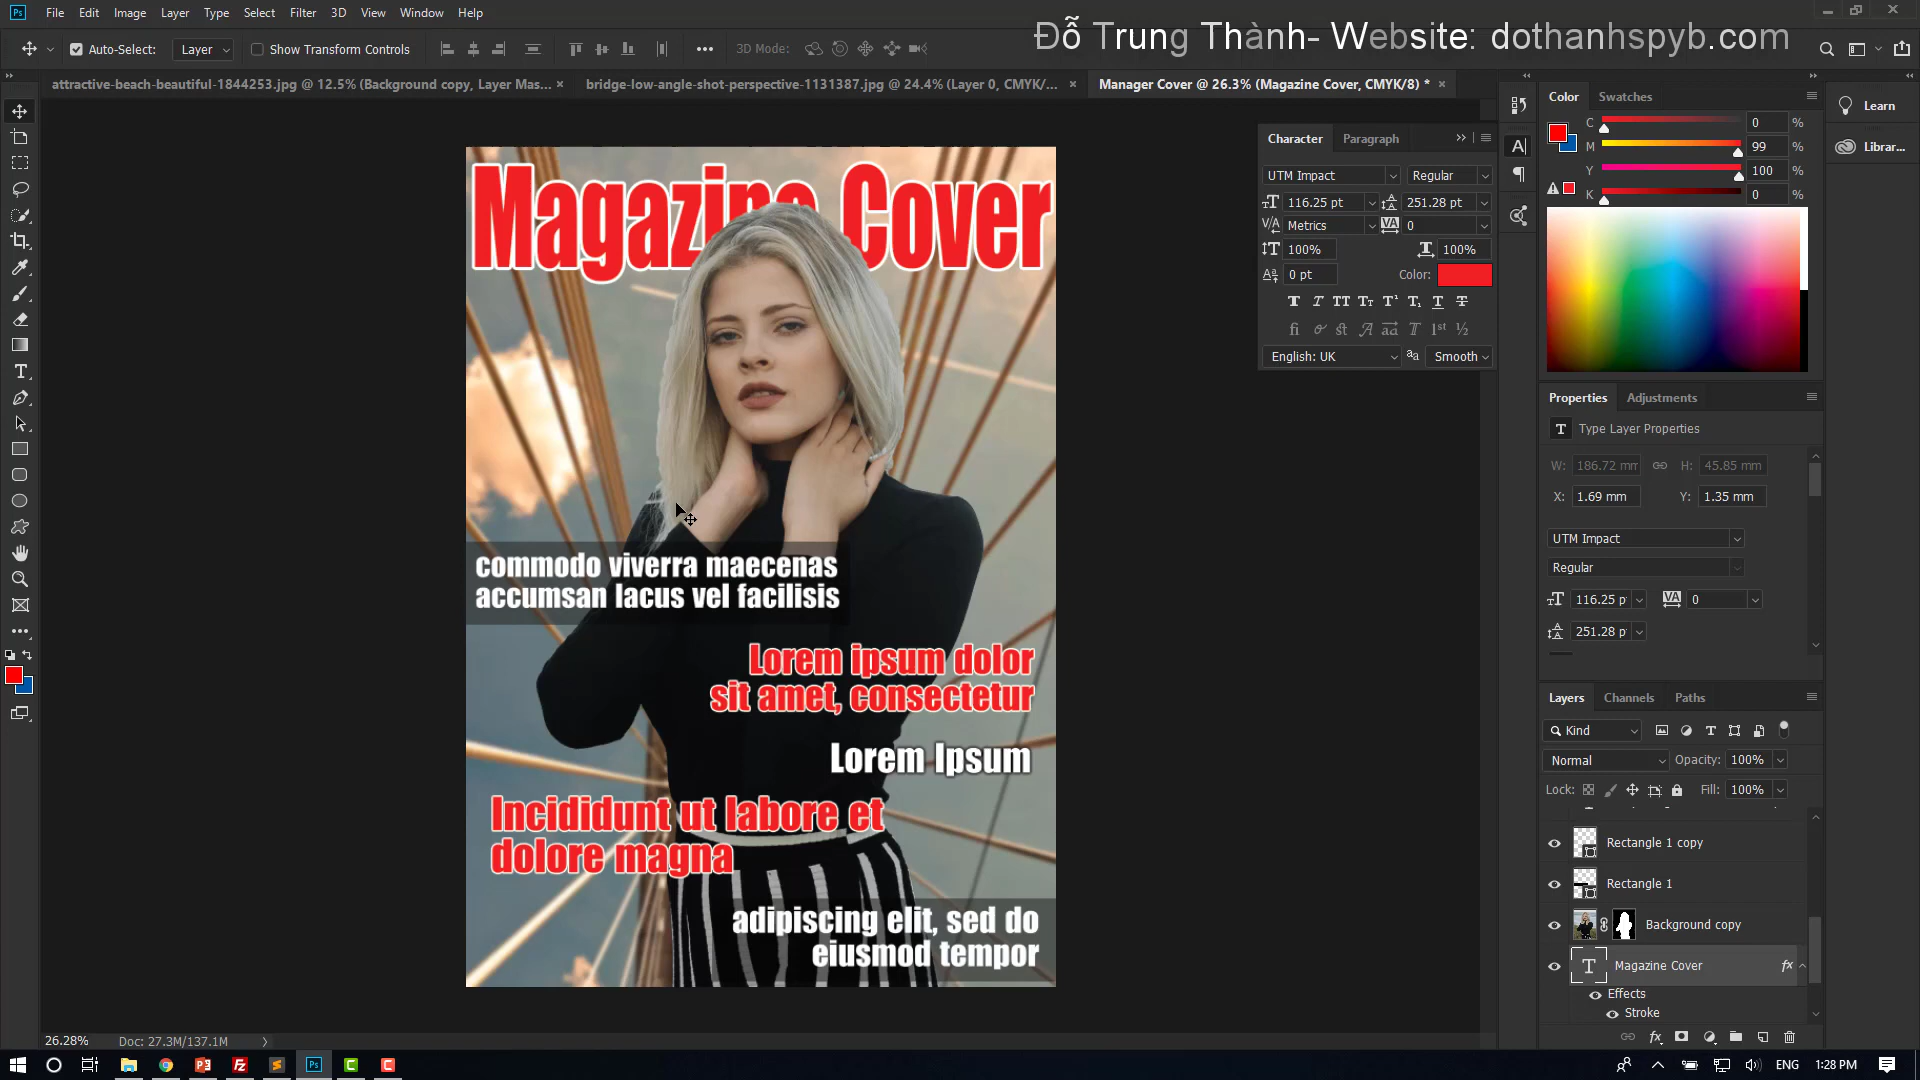 File Edit Image Layer Type Select Filter 3D View Window Help
Auto-Select: Layer Show Transform Controls 3D Mode:
Đỗ Trung Thành- Website: dothanhspyb.com
attractive-beach-beautiful-1844253.jpg @ 12.5% (Background copy, Layer Mas... ×
bridge-low-angle-shot-perspective-1131387.jpg @ 24.4% (Layer 0, CMYK/... ×
Manager Cover @ 26.3% (Magazine Cover, CMYK/8) * ×
Magazine Cover
commodo viverra maecenas
accumsan lacus vel facilisis
Lorem ipsum dolor
sit amet, consectetur
Lorem Ipsum
Incididunt ut labore et
dolore magna
adipiscing elit, sed do
eiusmod tempor
Character Paragraph
UTM Impact Regular
116.25 pt 251.28 pt
Metrics 0
100% 100%
0 pt Color:
English: UK Smooth
Color Swatches
C 0 %
M 99 %
Y 100 %
K 0 %
Learn
Librar...
Properties Adjustments
Type Layer Properties
W: 186.72 mm H: 45.85 mm
X: 1.69 mm Y: 1.35 mm
UTM Impact
Regular
116.25 p 0
251.28 p
Layers Channels Paths
Kind
Normal Opacity: 100%
Lock: Fill: 100%
Rectangle 1 copy
Rectangle 1
Background copy
Magazine Cover fx
Effects
Stroke
26.28% Doc: 27.3M/137.1M
ENG 1:28 PM